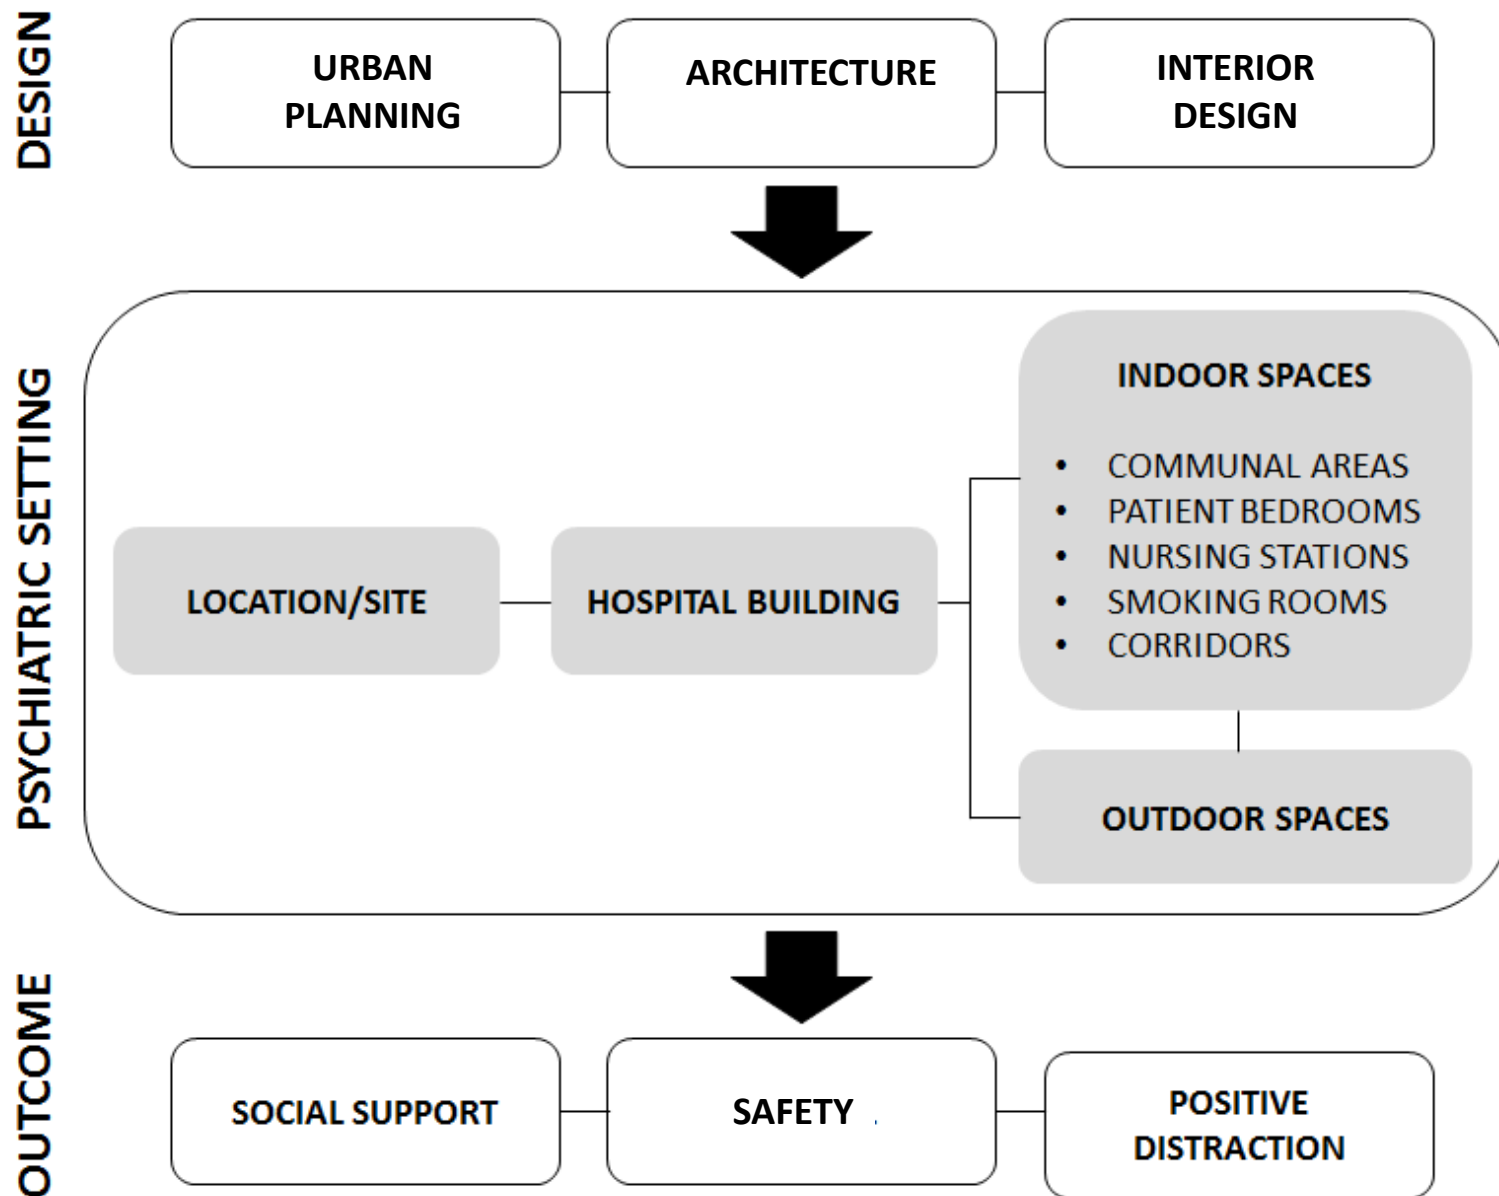 DESIGN
URBAN
PLANNING
ARCHITECTURE
INTERIOR
DESIGN
PSYCHIATRIC SETTING
LOCATION/SITE
HOSPITAL BUILDING
INDOOR SPACES
• COMMUNAL AREAS
• PATIENT BEDROOMS
• NURSING STATIONS
• SMOKING ROOMS
• CORRIDORS
OUTDOOR SPACES
OUTCOME
SOCIAL SUPPORT
SAFETY .
POSITIVE
DISTRACTION